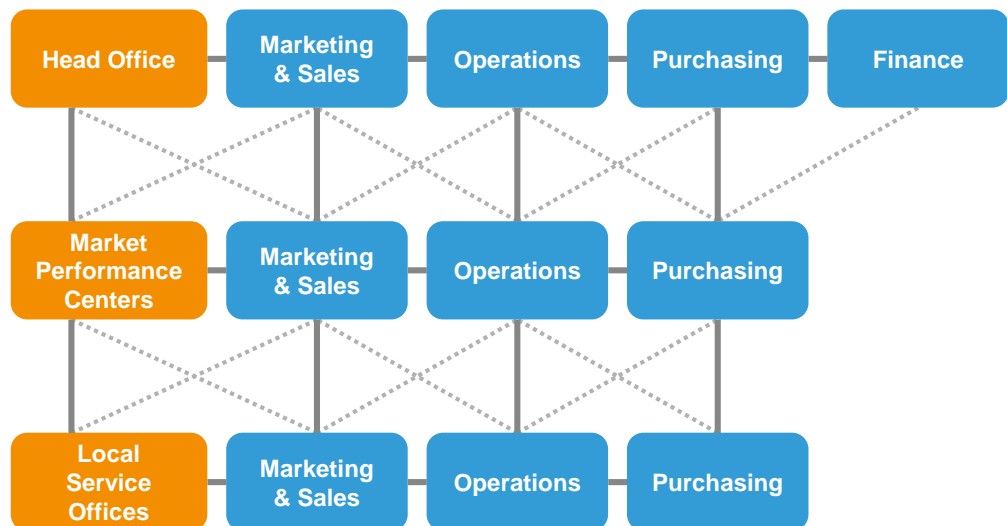 Head Office
Marketing
& Sales
Operations
Purchasing
Finance
Market
Performance
Centers
Marketing
& Sales
Operations
Purchasing
Local
Service
Offices
Marketing
& Sales
Operations
Purchasing